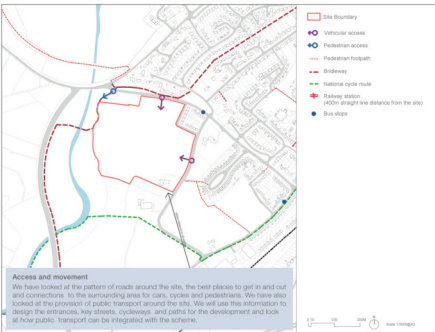 Site Boundary
Vehicular access
Pedestrian access
Pedestrian footpath
Bridleway
National cycle route
Railway station
(400m straight line distance from the site)
Bus stops
Access and movement
We have looked at the pattern of roads around the site, the best places to get in and out
and connections to the surrounding area for cars, cycles and pedestrians. We have also
looked at the provision of public transport around the site. We will use this information to
design the entrances, key streets, cycleways and paths for the development and look
at how public transport can be integrated with the scheme.